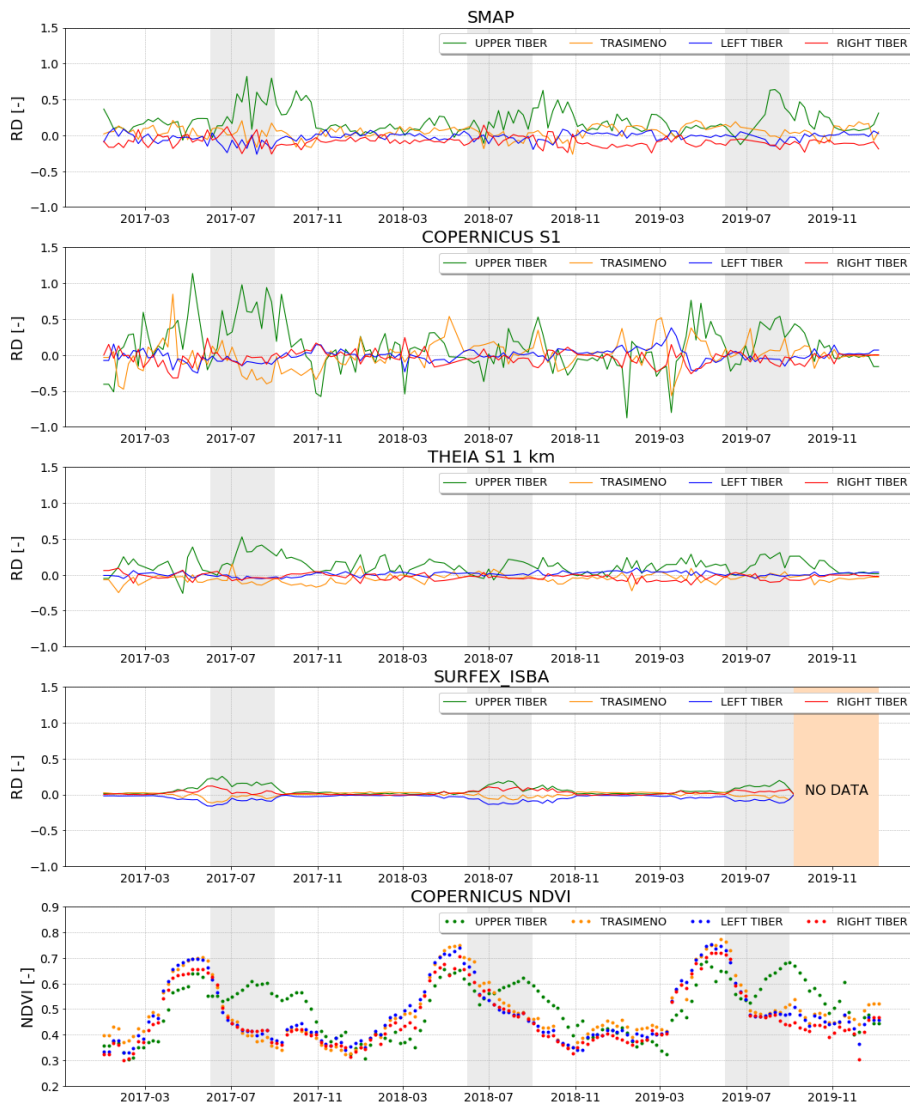 SMAP
RD [-]
1.5
1.0
0.5
0.0
−0.5
−1.0
UPPER TIBER TRASIMENO LEFT TIBER RIGHT TIBER
2017-03 2017-07 2017-11 2018-03 2018-07 2018-11 2019-03 2019-07 2019-11
COPERNICUS S1
RD [-]
1.5
1.0
0.5
0.0
−0.5
−1.0
UPPER TIBER TRASIMENO LEFT TIBER RIGHT TIBER
2017-03 2017-07 2017-11 2018-03 2018-07 2018-11 2019-03 2019-07 2019-11
THEIA S1 1 km
RD [-]
1.5
1.0
0.5
0.0
−0.5
−1.0
UPPER TIBER TRASIMENO LEFT TIBER RIGHT TIBER
2017-03 2017-07 2017-11 2018-03 2018-07 2018-11 2019-03 2019-07 2019-11
SURFEX_ISBA
RD [-]
1.5
1.0
0.5
0.0
−0.5
−1.0
UPPER TIBER TRASIMENO LEFT TIBER RIGHT TIBER
NO DATA
2017-03 2017-07 2017-11 2018-03 2018-07 2018-11 2019-03 2019-07 2019-11
COPERNICUS NDVI
NDVI [-]
0.9
0.8
0.7
0.6
0.5
0.4
0.3
0.2
UPPER TIBER TRASIMENO LEFT TIBER RIGHT TIBER
2017-03 2017-07 2017-11 2018-03 2018-07 2018-11 2019-03 2019-07 2019-11